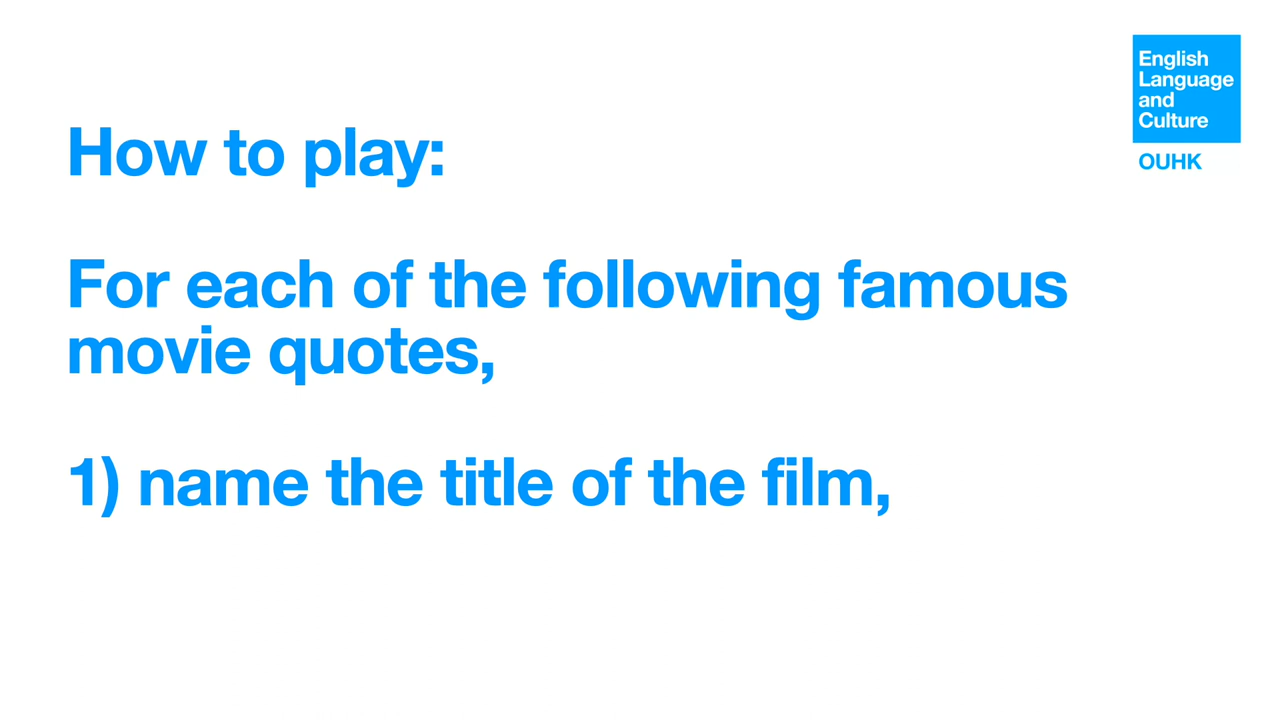 English
Language
and
Culture
OUHK
How to play:
For each of the following famous
movie quotes,
1) name the title of the film,